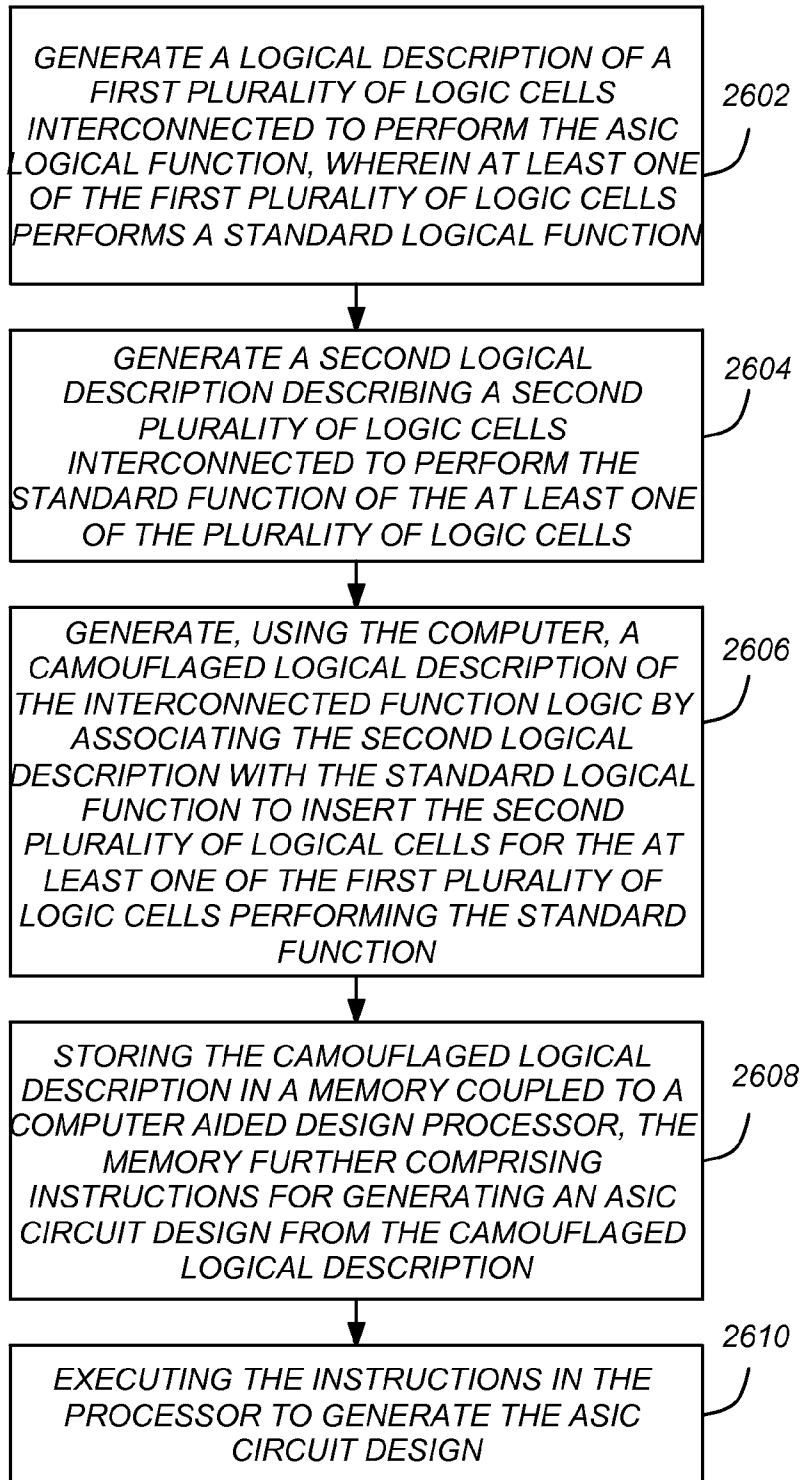 GENERATE A LOGICAL DESCRIPTION OF A
FIRST PLURALITY OF LOGIC CELLS
INTERCONNECTED TO PERFORM THE ASIC
LOGICAL FUNCTION, WHEREIN AT LEAST ONE
OF THE FIRST PLURALITY OF LOGIC CELLS
PERFORMS A STANDARD LOGICAL FUNCTION
2602
GENERATE A SECOND LOGICAL
DESCRIPTION DESCRIBING A SECOND
PLURALITY OF LOGIC CELLS
INTERCONNECTED TO PERFORM THE
STANDARD FUNCTION OF THE AT LEAST ONE
OF THE PLURALITY OF LOGIC CELLS
2604
GENERATE, USING THE COMPUTER, A
CAMOUFLAGED LOGICAL DESCRIPTION OF
THE INTERCONNECTED FUNCTION LOGIC BY
ASSOCIATING THE SECOND LOGICAL
DESCRIPTION WITH THE STANDARD LOGICAL
FUNCTION TO INSERT THE SECOND
PLURALITY OF LOGICAL CELLS FOR THE AT
LEAST ONE OF THE FIRST PLURALITY OF
LOGIC CELLS PERFORMING THE STANDARD
FUNCTION
2606
STORING THE CAMOUFLAGED LOGICAL
DESCRIPTION IN A MEMORY COUPLED TO A
COMPUTER AIDED DESIGN PROCESSOR, THE
MEMORY FURTHER COMPRISING
INSTRUCTIONS FOR GENERATING AN ASIC
CIRCUIT DESIGN FROM THE CAMOUFLAGED
LOGICAL DESCRIPTION
2608
EXECUTING THE INSTRUCTIONS IN THE
PROCESSOR TO GENERATE THE ASIC
CIRCUIT DESIGN
2610